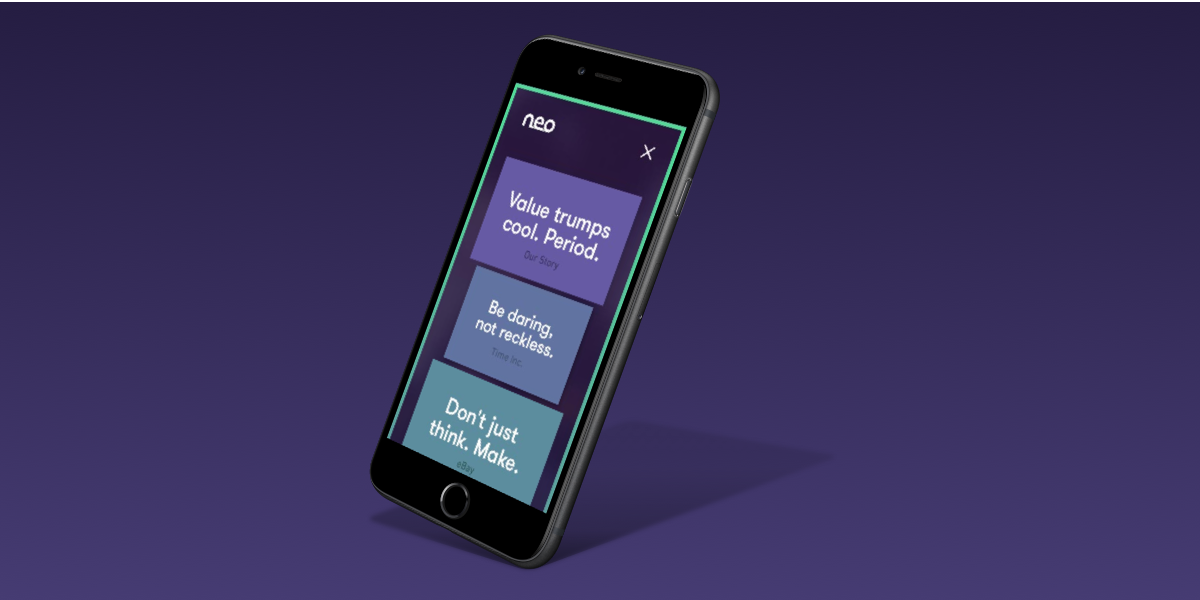 neo
Value trumps
cool. Period.
Our Story
Be daring,
not reckless.
Time Inc.
Don't just
think. Make.
eBay